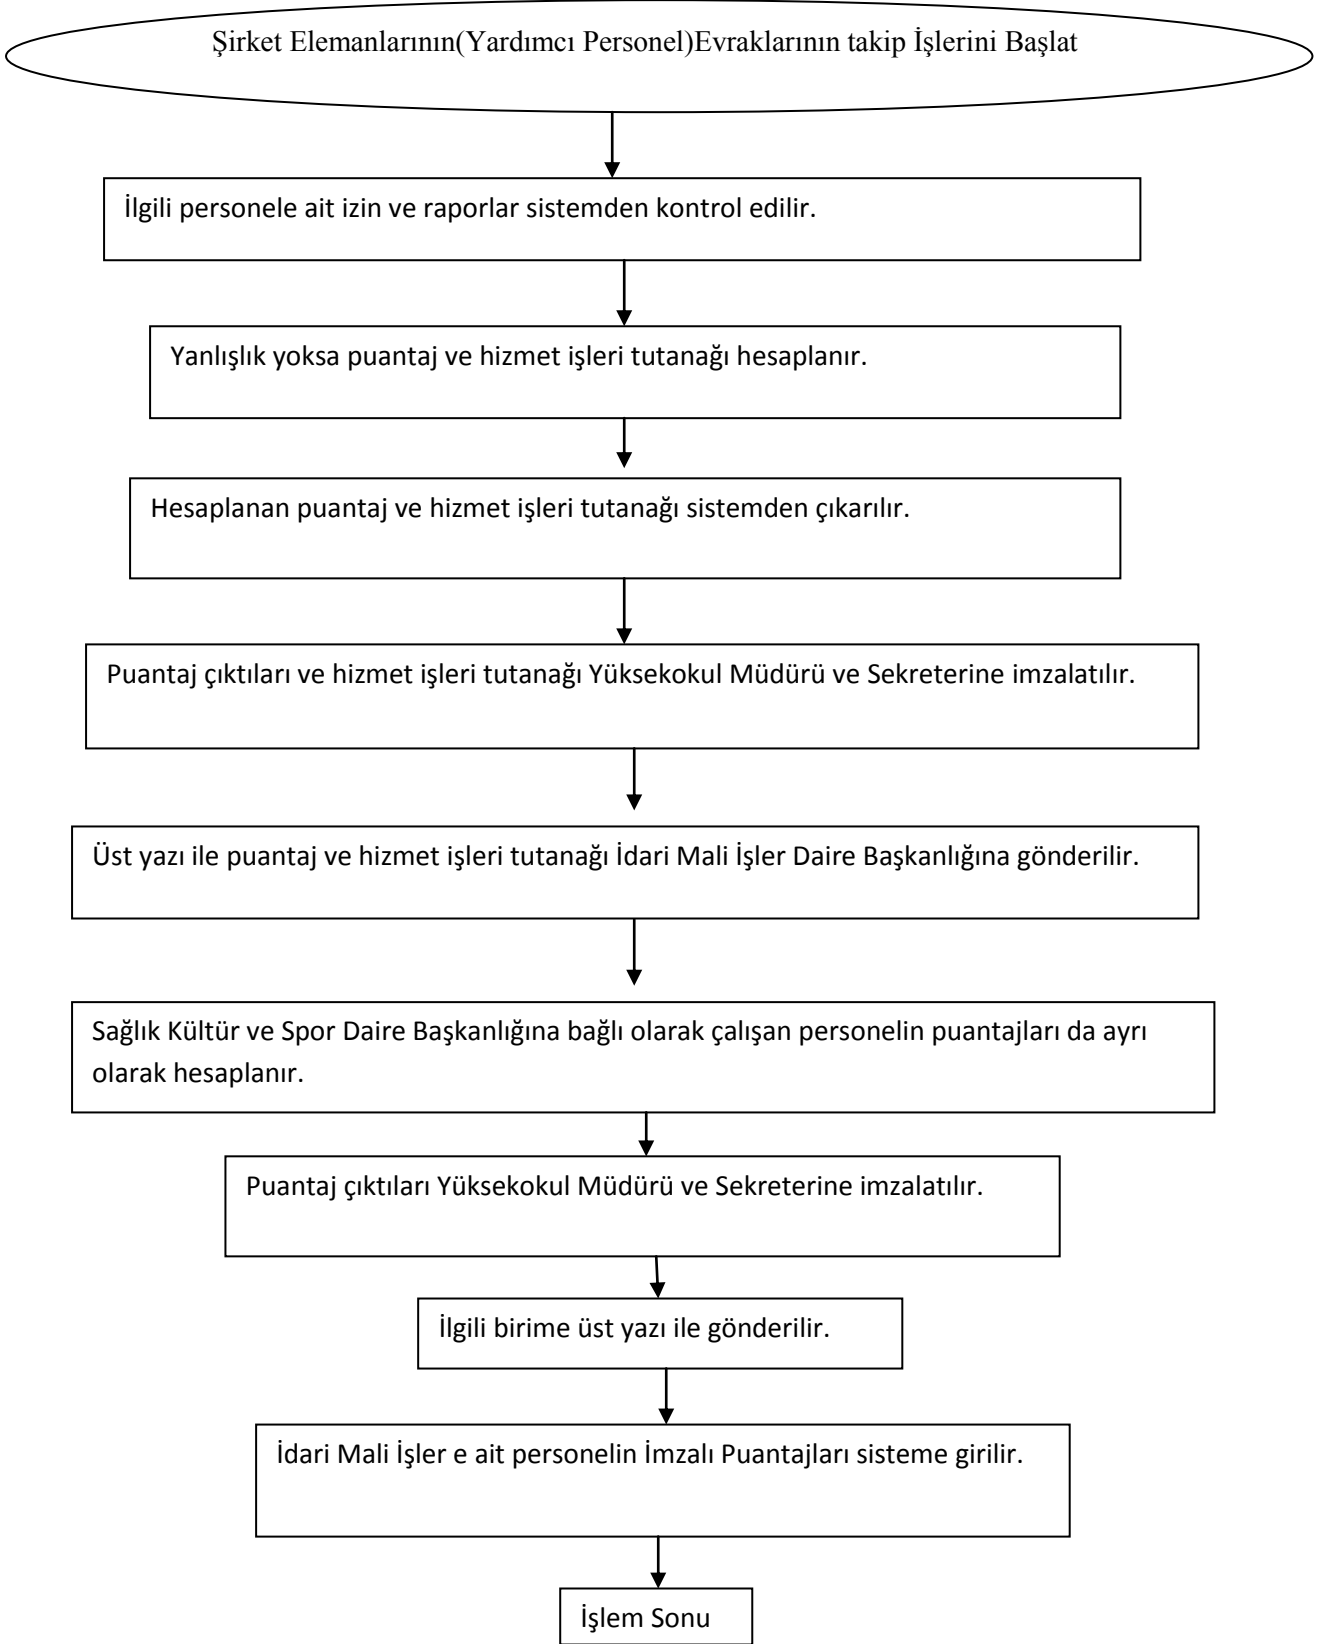 Şirket Elemanlarının(Yardımcı Personel)Evraklarının takip İşlerini Başlat
İlgili personele ait izin ve raporlar sistemden kontrol edilir.
Yanlışlık yoksa puantaj ve hizmet işleri tutanağı hesaplanır.
Hesaplanan puantaj ve hizmet işleri tutanağı sistemden çıkarılır.
Puantaj çıktıları ve hizmet işleri tutanağı Yüksekokul Müdürü ve Sekreterine imzalatılır.
Üst yazı ile puantaj ve hizmet işleri tutanağı İdari Mali İşler Daire Başkanlığına gönderilir.
Sağlık Kültür ve Spor Daire Başkanlığına bağlı olarak çalışan personelin puantajları da ayrı
olarak hesaplanır.
Puantaj çıktıları Yüksekokul Müdürü ve Sekreterine imzalatılır.
İlgili birime üst yazı ile gönderilir.
İdari Mali İşler e ait personelin İmzalı Puantajları sisteme girilir.
İşlem Sonu